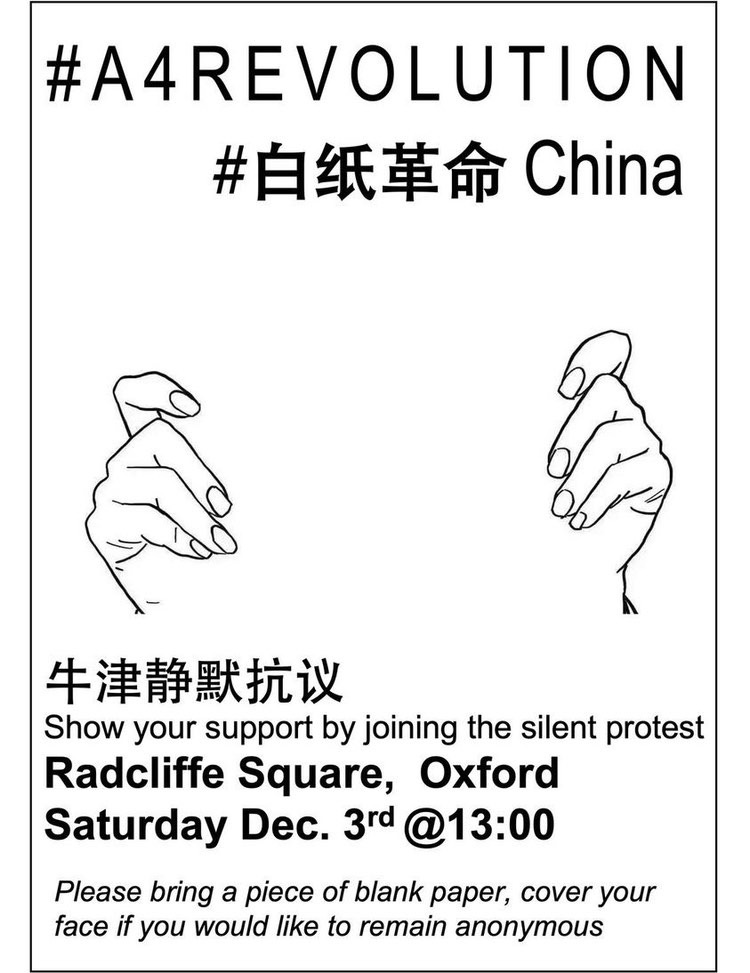 #A4REVOLUTION
#白纸革命 China
牛津静默抗议
Show your support by joining the silent protest
Radcliffe Square, Oxford
Saturday Dec. 3rd @13:00
Please bring a piece of blank paper, cover your
face if you would like to remain anonymous